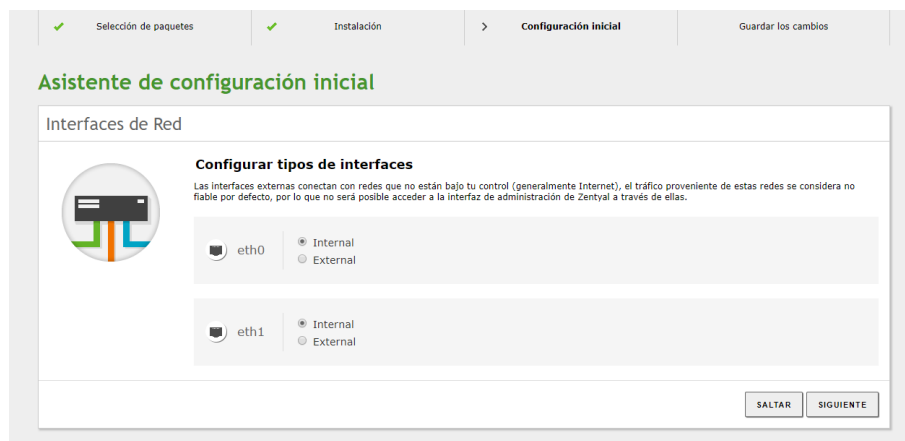 Selección de paquetes
Instalación
Configuración inicial
Guardar los cambios
Asistente de configuración inicial
Interfaces de Red
Configurar tipos de interfaces
Las interfaces externas conectan con redes que no están bajo tu control (generalmente Internet), el tráfico proveniente de estas redes se considera no
fiable por defecto, por lo que no será posible acceder a la interfaz de administración de Zentyal a través de ellas.
eth0
Internal
External
eth1
Internal
External
SALTAR
SIGUIENTE